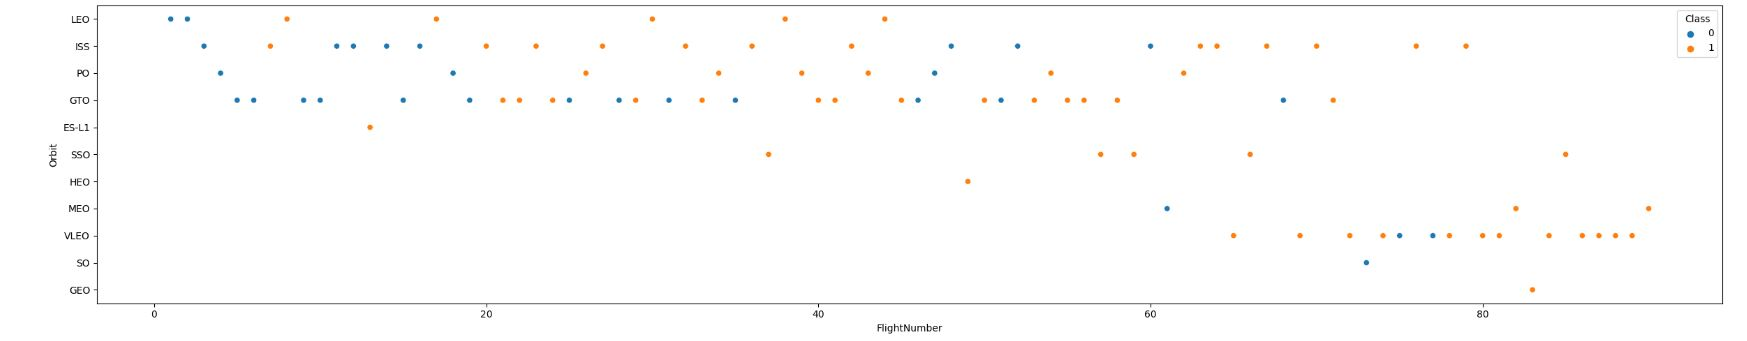 LEO
ISS
PO
GTO
ES-L1
SSO
HEO
MEO
VLEO
SO
GEO
Orbit
0
20
40
60
80
FlightNumber
Class
0
1